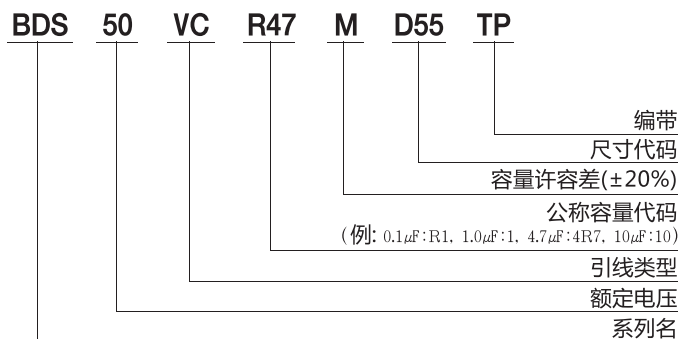 BDS 50 VC R47 M D55 TP
编带
尺寸代码
容量许容差(±20%)
公称容量代码
(例: 0.1μF:R1, 1.0μF:1, 4.7μF:4R7, 10μF:10)
引线类型
额定电压
系列名